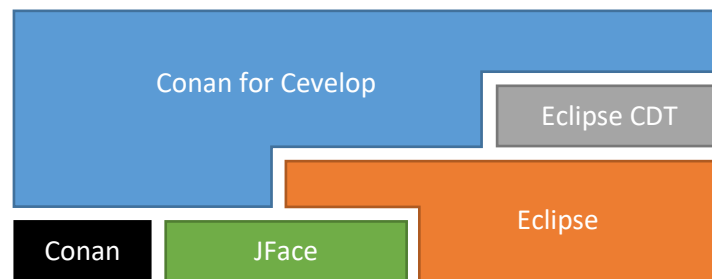 Conan for Cevelop
Eclipse CDT
Eclipse
Conan
JFace